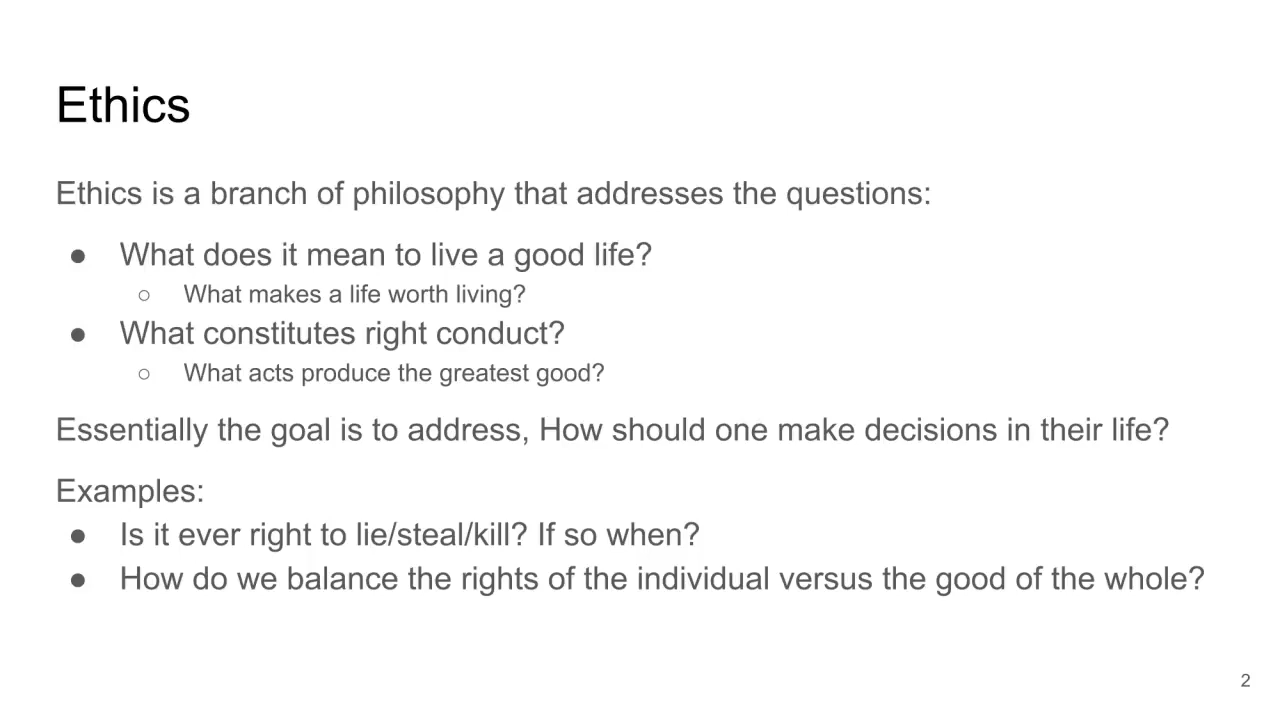 Ethics
Ethics is a branch of philosophy that addresses the questions:
● What does it mean to live a good life?
○ What makes a life worth living?
● What constitutes right conduct?
○ What acts produce the greatest good?
Essentially the goal is to address, How should one make decisions in their life?
Examples:
● Is it ever right to lie/steal/kill? If so when?
● How do we balance the rights of the individual versus the good of the whole?
2